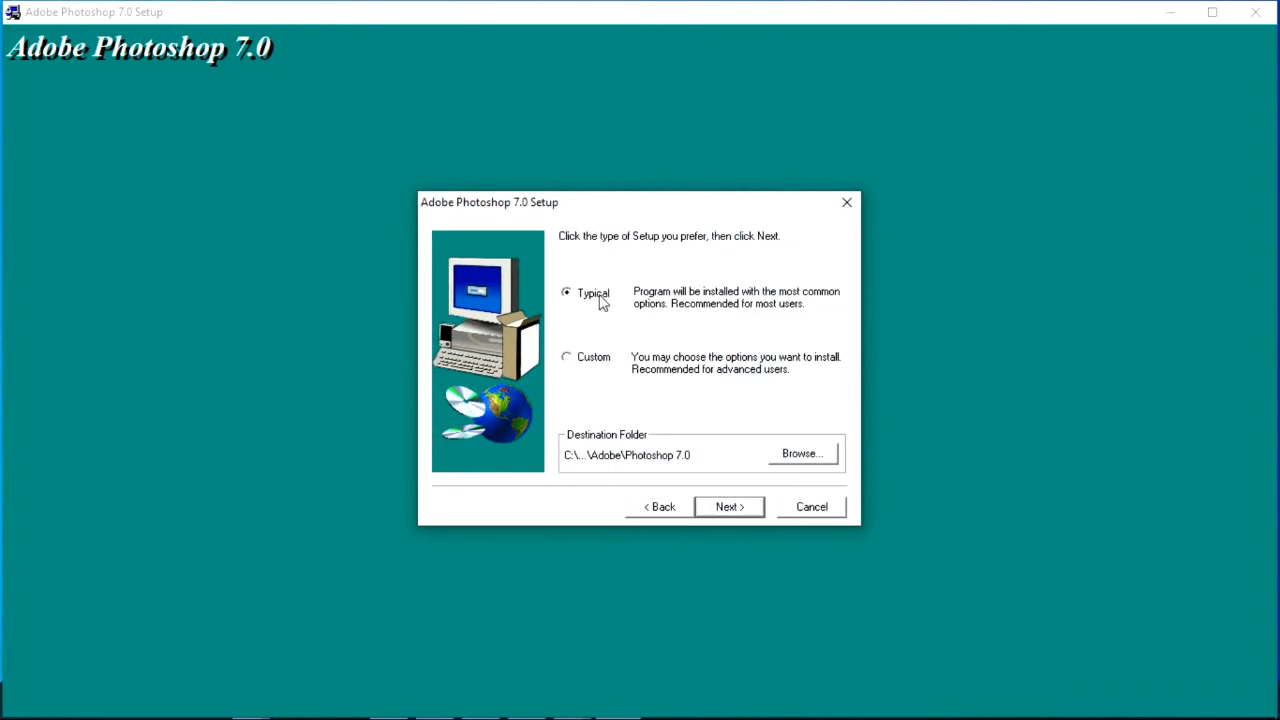 Adobe Photoshop 7.0 Setup
Adobe Photoshop 7.0
Adobe Photoshop 7.0 Setup
Click the type of Setup you prefer, then click Next.
Typical
Program will be installed with the most common
options. Recommended for most users.
Custom
You may choose the options you want to install.
Recommended for advanced users.
Destination Folder
C:\...\Adobe\Photoshop 7.0
Browse...
< Back
Next >
Cancel